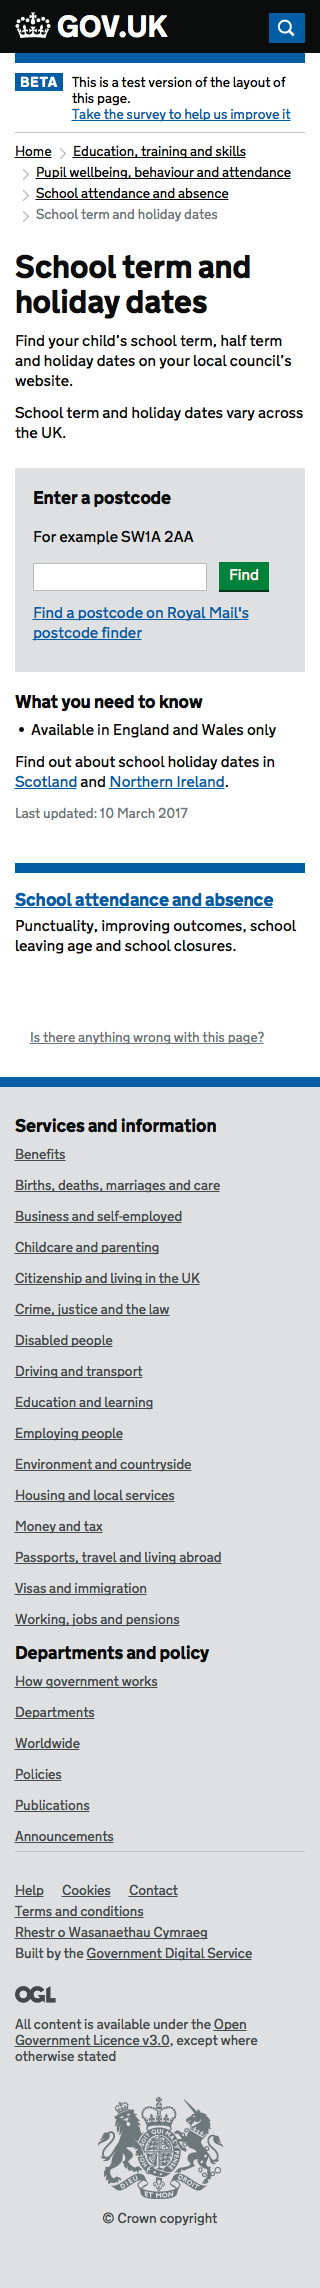 GOV.UK
BETA This is a test version of the layout of
this page.
Take the survey to help us improve it
Home Education, training and skills
Pupil wellbeing, behaviour and attendance
School attendance and absence
School term and holiday dates
School term and
holiday dates
Find your child’s school term, half term
and holiday dates on your local council’s
website.
School term and holiday dates vary across
the UK.
Enter a postcode
For example SW1A 2AA
Find
Find a postcode on Royal Mail's
postcode finder
What you need to know
• Available in England and Wales only
Find out about school holiday dates in
Scotland and Northern Ireland.
Last updated: 10 March 2017
School attendance and absence
Punctuality, improving outcomes, school
leaving age and school closures.
Is there anything wrong with this page?
Services and information
Benefits
Births, deaths, marriages and care
Business and self-employed
Childcare and parenting
Citizenship and living in the UK
Crime, justice and the law
Disabled people
Driving and transport
Education and learning
Employing people
Environment and countryside
Housing and local services
Money and tax
Passports, travel and living abroad
Visas and immigration
Working, jobs and pensions
Departments and policy
How government works
Departments
Worldwide
Policies
Publications
Announcements
Help Cookies Contact
Terms and conditions
Rhestr o Wasanaethau Cymraeg
Built by the Government Digital Service
OGL
All content is available under the Open
Government Licence v3.0, except where
otherwise stated
DIEU ET MON DROIT
© Crown copyright